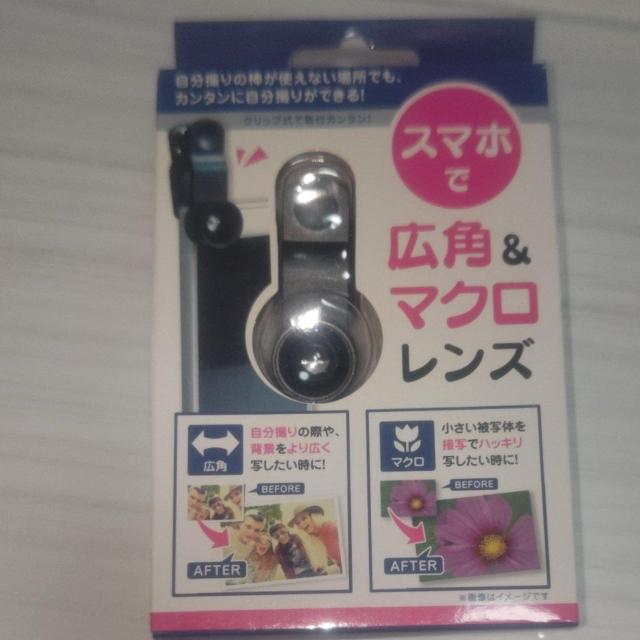 自分撮りの棒が使えない場所でも、
カンタンに自分撮りができる!
クリップ式で取付カンタン!
スマホ
で
広角&
マクロ
レンズ
広角
自分撮りの際や、
背景をより広く
写したい時に!
BEFORE
AFTER
マクロ
小さい被写体を
接写でハッキリ
写したい時に!
BEFORE
AFTER
※画像はイメージです